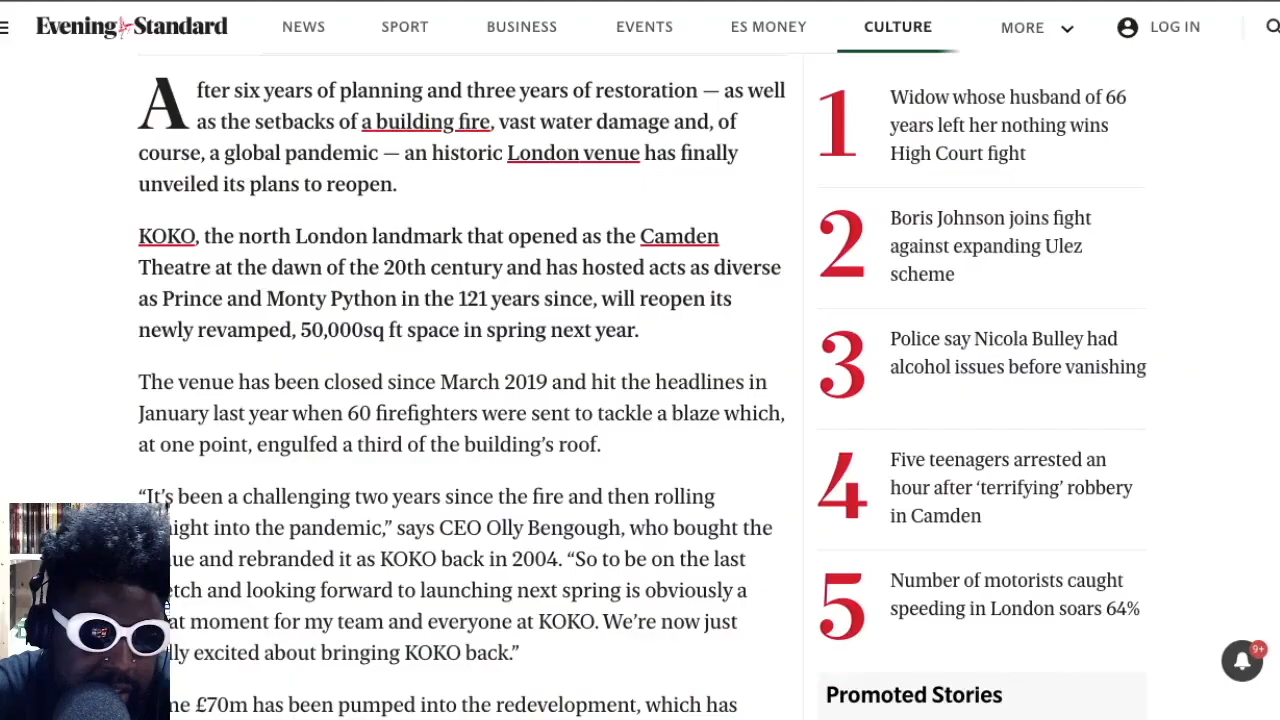 Evening Standard
NEWS
SPORT
BUSINESS
EVENTS
ES MONEY
CULTURE
MORE
LOG IN
After six years of planning and three years of restoration — as well
as the setbacks of a building fire, vast water damage and, of
course, a global pandemic — an historic London venue has finally
unveiled its plans to reopen.
KOKO, the north London landmark that opened as the Camden
Theatre at the dawn of the 20th century and has hosted acts as diverse
as Prince and Monty Python in the 121 years since, will reopen its
newly revamped, 50,000sq ft space in spring next year.
The venue has been closed since March 2019 and hit the headlines in
January last year when 60 firefighters were sent to tackle a blaze which,
at one point, engulfed a third of the building’s roof.
“It’s been a challenging two years since the fire and then rolling
into the pandemic,” says CEO Olly Bengough, who bought the
and rebranded it as KOKO back in 2004. “So to be on the last
and looking forward to launching next spring is obviously a
moment for my team and everyone at KOKO. We’re now just
excited about bringing KOKO back.”
£70m has been pumped into the redevelopment, which has
1
Widow whose husband of 66
years left her nothing wins
High Court fight
2
Boris Johnson joins fight
against expanding Ulez
scheme
3
Police say Nicola Bulley had
alcohol issues before vanishing
4
Five teenagers arrested an
hour after ‘terrifying’ robbery
in Camden
5
Number of motorists caught
speeding in London soars 64%
9+
Promoted Stories